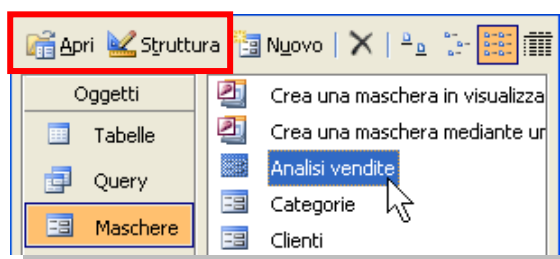 Apri Struttura Nuovo
Oggetti
Tabelle
Query
Maschere
Crea una maschera in visualizza
Crea una maschera mediante ur
Analisi vendite
Categorie
Clienti